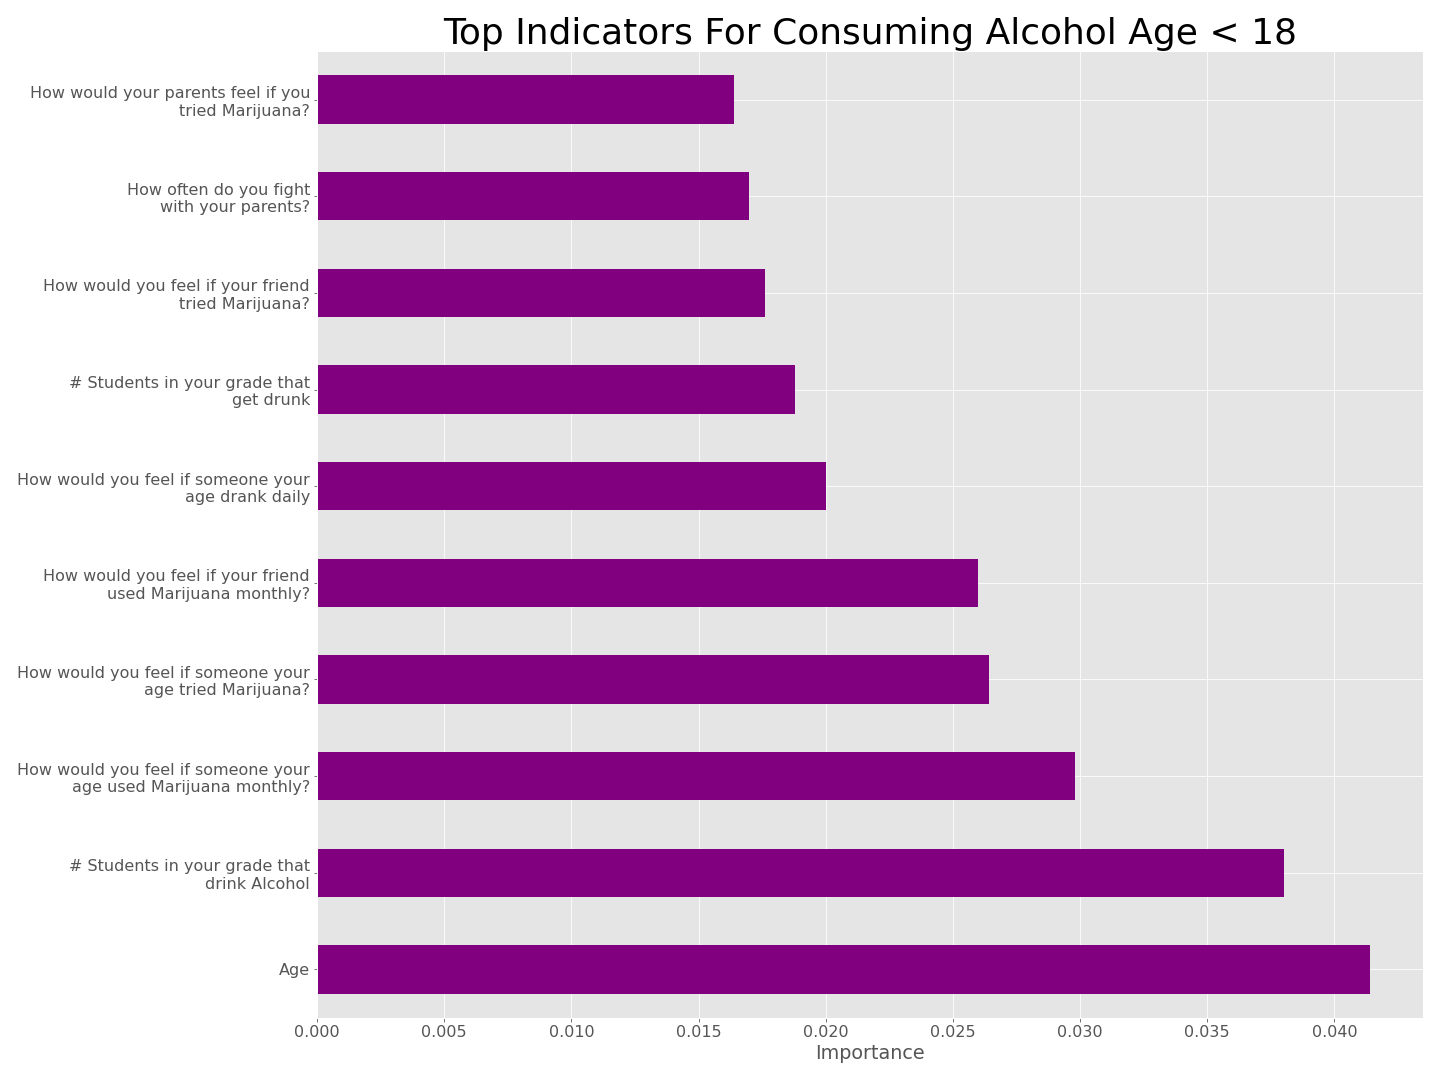 Top Indicators For Consuming Alcohol Age < 18
How would your parents feel if you
tried Marijuana?
How often do you fight
with your parents?
How would you feel if your friend
tried Marijuana?
# Students in your grade that
get drunk
How would you feel if someone your
age drank daily
How would you feel if your friend
used Marijuana monthly?
How would you feel if someone your
age tried Marijuana?
How would you feel if someone your
age used Marijuana monthly?
# Students in your grade that
drink Alcohol
Age
0.000 0.005 0.010 0.015 0.020 0.025 0.030 0.035 0.040
Importance